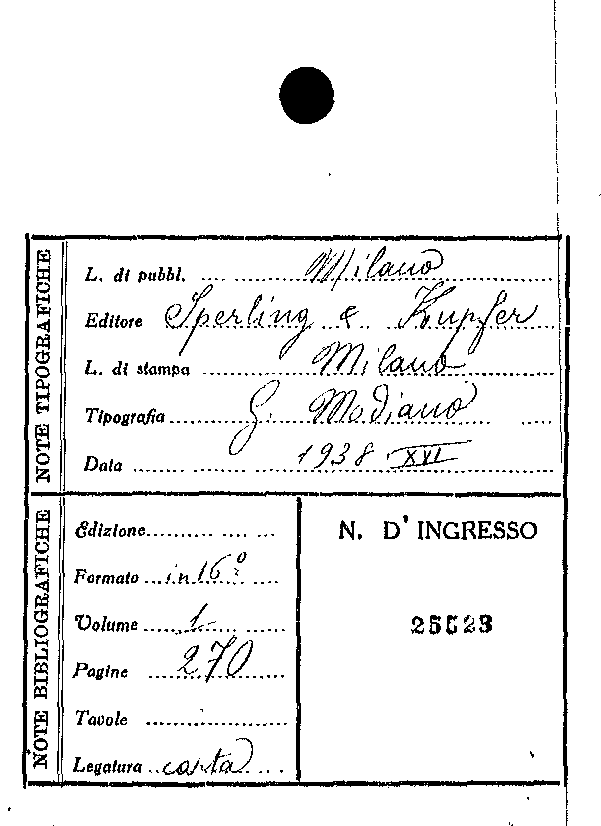 NOTE TIPOGRAFICHE
L. di pubbl. Milano
Editore Sperling & Kupfer
L. di stampa Milano
Tipografia G. Modiano
Data 1938 XVI
NOTE BIBLIOGRAFICHE
Edizione
Formato in 16º
Volume 1
Pagine 270
Tavole
Legatura carta
N. D'INGRESSO
25523